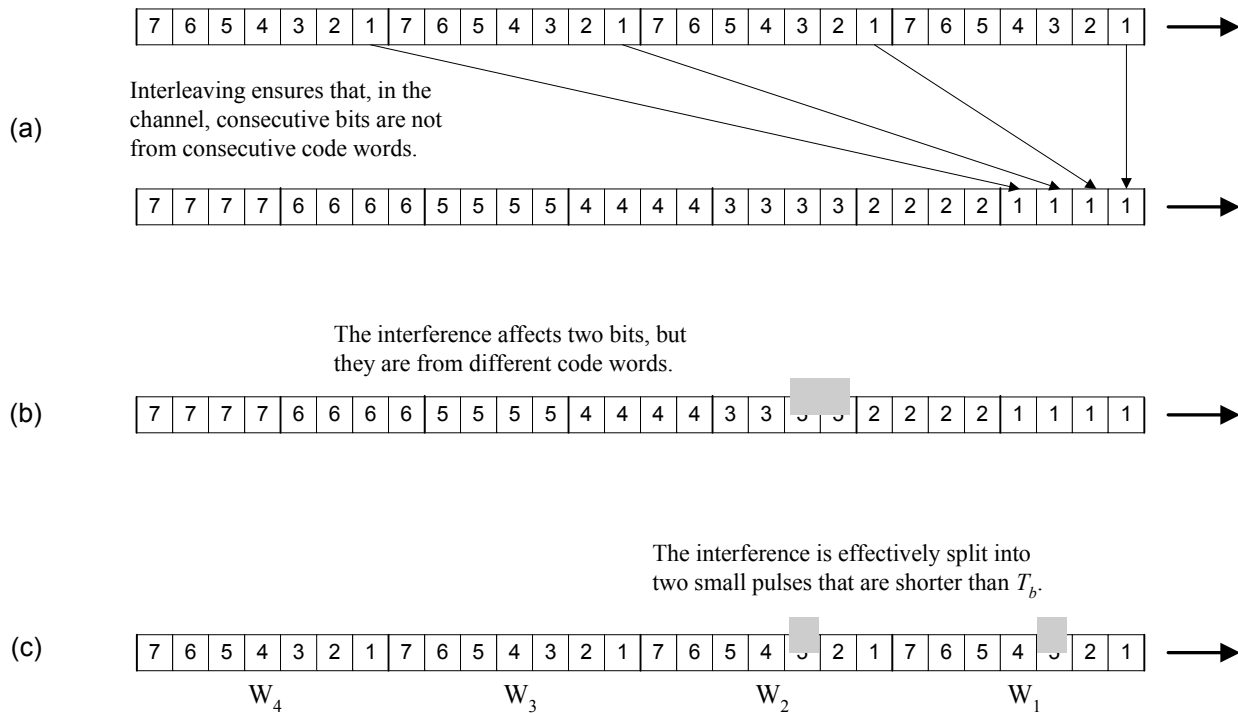 7 6 5 4 3 2 1 7 6 5 4 3 2 1 7 6 5 4 3 2 1 7 6 5 4 3 2 1
(a)
Interleaving ensures that, in the
channel, consecutive bits are not
from consecutive code words.
7 7 7 7 6 6 6 6 5 5 5 5 4 4 4 4 3 3 3 3 2 2 2 2 1 1 1 1
The interference affects two bits, but
they are from different code words.
(b)
7 7 7 7 6 6 6 6 5 5 5 5 4 4 4 4 3 3 3 3 2 2 2 2 1 1 1 1
The interference is effectively split into
two small pulses that are shorter than T_b.
(c)
7 6 5 4 3 2 1 7 6 5 4 3 2 1 7 6 5 4 3 2 1 7 6 5 4 3 2 1
W_4 W_3 W_2 W_1